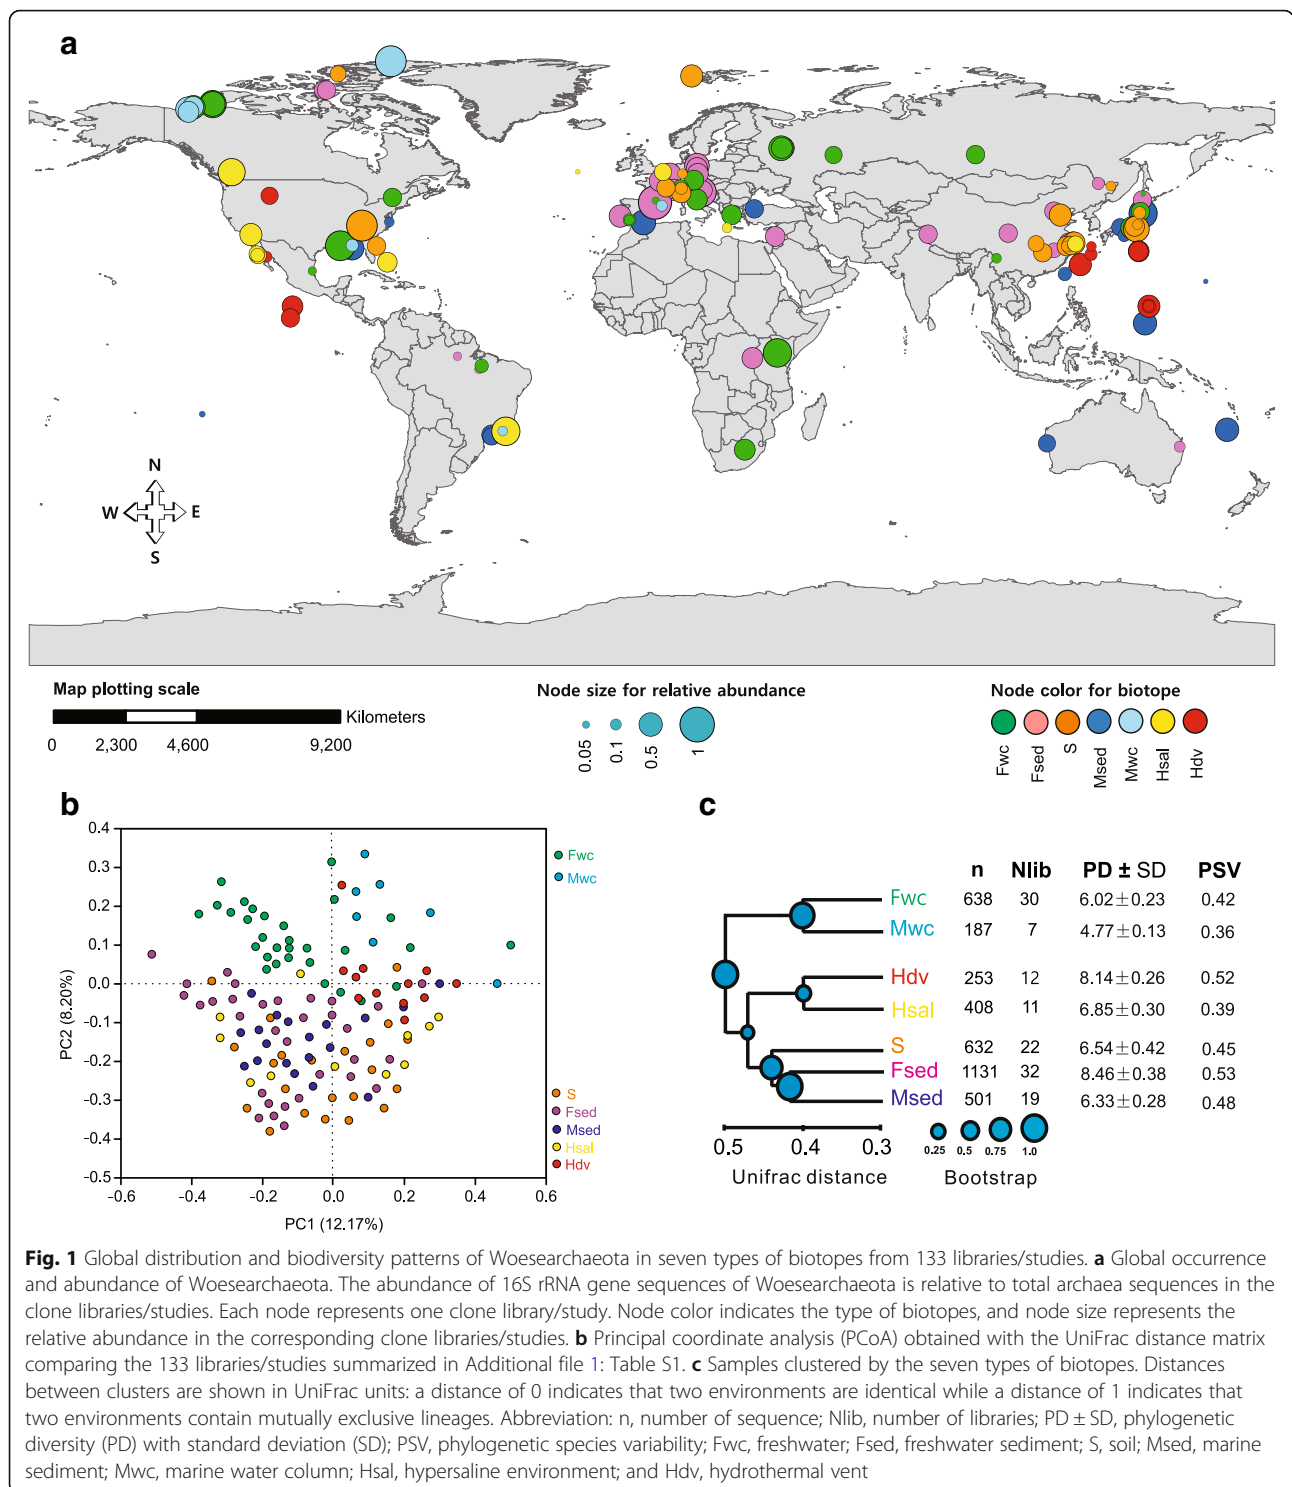 a
N
W E
S
Map plotting scale
Kilometers
0 2,300 4,600 9,200
Node size for relative abundance
0.05 0.1 0.5 1
Node color for biotope
Fwc Fsed S Msed Mwc Hsal Hdv
b
0.4
0.3
0.2
0.1
0.0
-0.1
-0.2
-0.3
-0.4
-0.5
PC2 (8.20%)
-0.6 -0.4 -0.2 0.0 0.2 0.4 0.6
PC1 (12.17%)
Fwc
Mwc
S
Fsed
Msed
Hsal
Hdv
c
n Nlib PD ± SD PSV
Fwc 638 30 6.02±0.23 0.42
Mwc 187 7 4.77±0.13 0.36
Hdv 253 12 8.14±0.26 0.52
Hsal 408 11 6.85±0.30 0.39
S 632 22 6.54±0.42 0.45
Fsed 1131 32 8.46±0.38 0.53
Msed 501 19 6.33±0.28 0.48
0.5 0.4 0.3
Unifrac distance
0.25 0.5 0.75 1.0
Bootstrap
Fig. 1 Global distribution and biodiversity patterns of Woesearchaeota in seven types of biotopes from 133 libraries/studies. a Global occurrence
and abundance of Woesearchaeota. The abundance of 16S rRNA gene sequences of Woesearchaeota is relative to total archaea sequences in the
clone libraries/studies. Each node represents one clone library/study. Node color indicates the type of biotopes, and node size represents the
relative abundance in the corresponding clone libraries/studies. b Principal coordinate analysis (PCoA) obtained with the UniFrac distance matrix
comparing the 133 libraries/studies summarized in Additional file 1: Table S1. c Samples clustered by the seven types of biotopes. Distances
between clusters are shown in UniFrac units: a distance of 0 indicates that two environments are identical while a distance of 1 indicates that
two environments contain mutually exclusive lineages. Abbreviation: n, number of sequence; Nlib, number of libraries; PD ± SD, phylogenetic
diversity (PD) with standard deviation (SD); PSV, phylogenetic species variability; Fwc, freshwater; Fsed, freshwater sediment; S, soil; Msed, marine
sediment; Mwc, marine water column; Hsal, hypersaline environment; and Hdv, hydrothermal vent